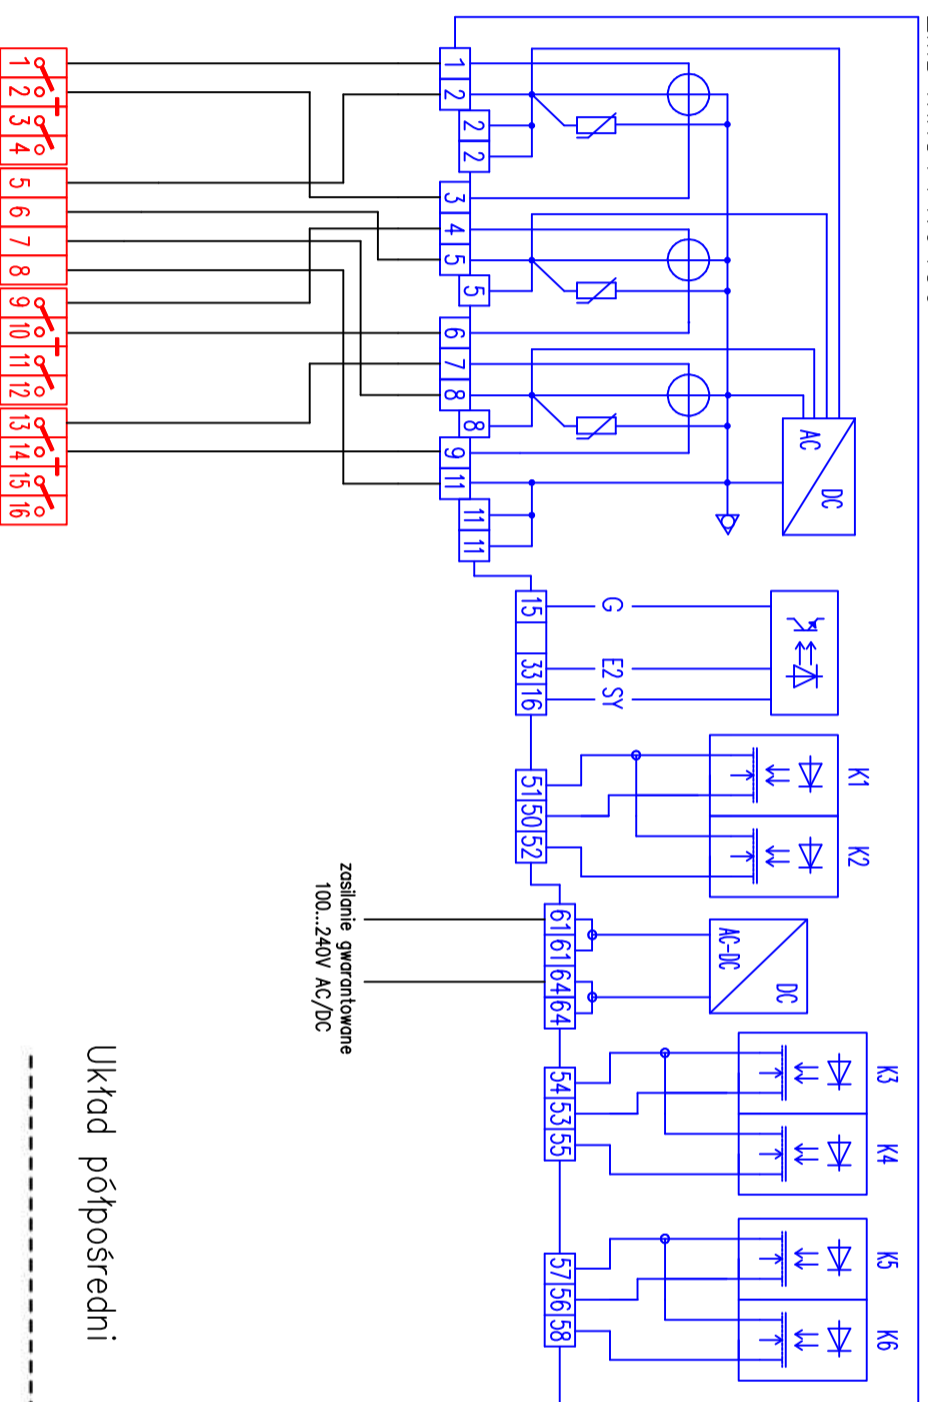 1 2 3 4 5 6 7 8 9 10 11 12 13 14 15 16
1 2 2 2 3 4 5 5 6 7 8 8 9 11 11 11
AC DC
G E2 SY
15 33 16
K1 K2
51 50 52
AC-DC DC
61 61 64 64
zasilanie gwarantowane
100...240V AC/DC
K3 K4
54 53 55
K5 K6
57 56 58
Układ półpośredni